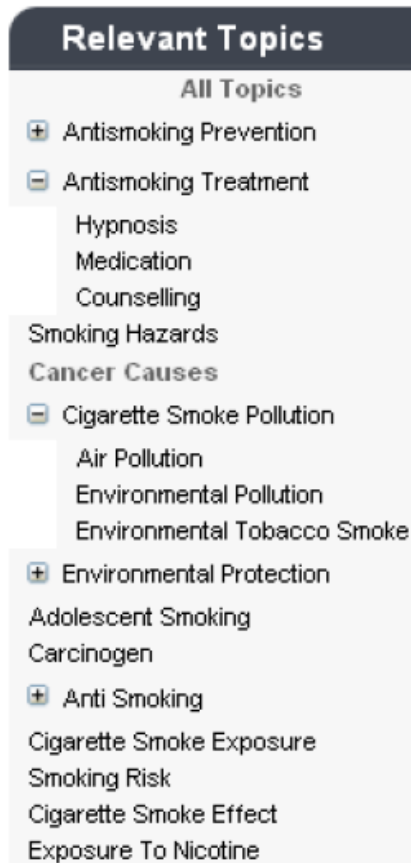 Relevant Topics
All Topics
Antismoking Prevention
Antismoking Treatment
Hypnosis
Medication
Counselling
Smoking Hazards
Cancer Causes
Cigarette Smoke Pollution
Air Pollution
Environmental Pollution
Environmental Tobacco Smoke
Environmental Protection
Adolescent Smoking
Carcinogen
Anti Smoking
Cigarette Smoke Exposure
Smoking Risk
Cigarette Smoke Effect
Exposure To Nicotine